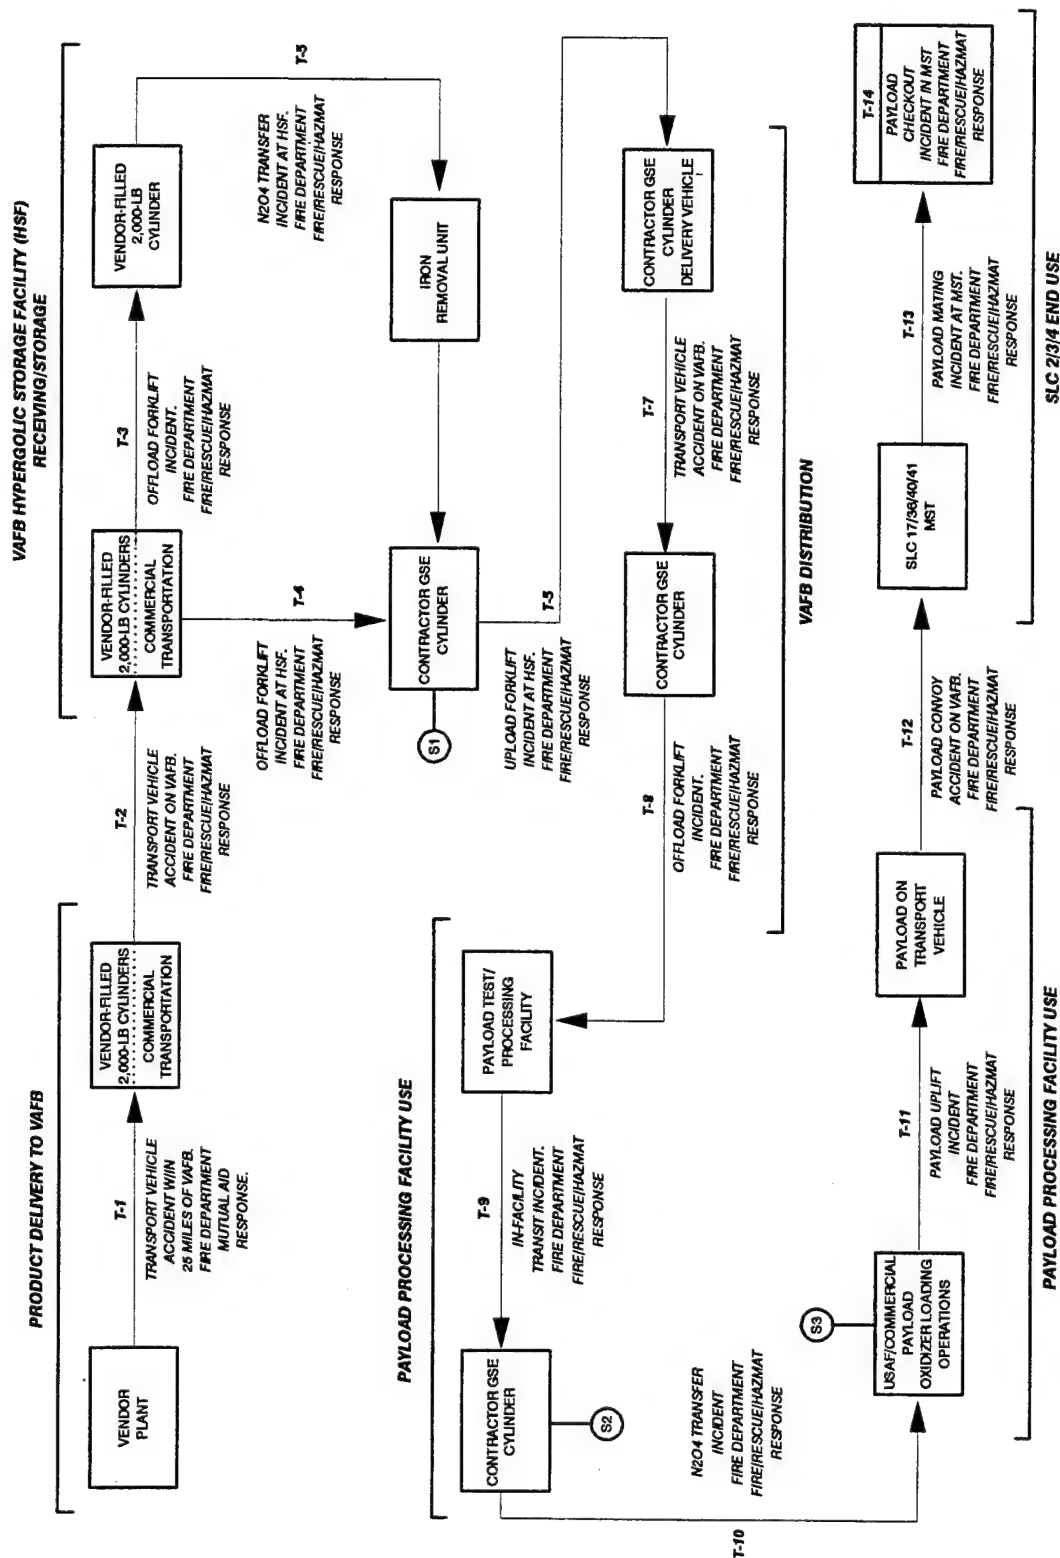 PRODUCT DELIVERY TO VAFB
VENDOR
PLANT
T-1
TRANSPORT VEHICLE
ACCIDENT W/IN
25 MILES OF VAFB.
FIRE DEPARTMENT
MUTUAL AID
RESPONSE.
VENDOR-FILLED
2,000-LB CYLINDERS
COMMERCIAL
TRANSPORTATION
T-2
TRANSPORT VEHICLE
ACCIDENT ON VAFB.
FIRE DEPARTMENT
FIRE/RESCUE/HAZMAT
RESPONSE
VAFB HYPERGOLIC STORAGE FACILITY (HSF)
RECEIVING/STORAGE
VENDOR-FILLED
2,000-LB CYLINDERS
COMMERCIAL
TRANSPORTATION
T-3
OFFLOAD FORKLIFT
INCIDENT.
FIRE DEPARTMENT
FIRE/RESCUE/HAZMAT
RESPONSE
VENDOR-FILLED
2,000-LB
CYLINDER
T-5
N2O4 TRANSFER
INCIDENT AT HSF.
FIRE DEPARTMENT
FIRE/RESCUE/HAZMAT
RESPONSE
IRON
REMOVAL UNIT
T-4
OFFLOAD FORKLIFT
INCIDENT AT HSF.
FIRE DEPARTMENT
FIRE/RESCUE/HAZMAT
RESPONSE
CONTRACTOR GSE
CYLINDER
S1
T-5
UPLOAD FORKLIFT
INCIDENT AT HSF.
FIRE DEPARTMENT
FIRE/RESCUE/HAZMAT
RESPONSE
CONTRACTOR GSE
CYLINDER
DELIVERY VEHICLE
T-7
TRANSPORT VEHICLE
ACCIDENT ON VAFB.
FIRE DEPARTMENT
FIRE/RESCUE/HAZMAT
RESPONSE
CONTRACTOR GSE
CYLINDER
T-8
OFFLOAD FORKLIFT
INCIDENT.
FIRE DEPARTMENT
FIRE/RESCUE/HAZMAT
RESPONSE
VAFB DISTRIBUTION
PAYLOAD PROCESSING FACILITY USE
PAYLOAD TEST/
PROCESSING
FACILITY
T-9
IN-FACILITY
TRANSIT INCIDENT.
FIRE DEPARTMENT
FIRE/RESCUE/HAZMAT
RESPONSE
CONTRACTOR GSE
CYLINDER
S2
T-10
N2O4 TRANSFER
INCIDENT
FIRE DEPARTMENT
FIRE/RESCUE/HAZMAT
RESPONSE
S3
USAF/COMMERCIAL
PAYLOAD
OXIDIZER LOADING
OPERATIONS
T-11
PAYLOAD UPLIFT
INCIDENT
FIRE DEPARTMENT
FIRE/RESCUE/HAZMAT
RESPONSE
PAYLOAD ON
TRANSPORT
VEHICLE
PAYLOAD PROCESSING FACILITY USE
T-12
PAYLOAD CONVOY
ACCIDENT ON VAFB.
FIRE DEPARTMENT
FIRE/RESCUE/HAZMAT
RESPONSE
SLC 17/36/40/41
MST
T-13
PAYLOAD MATING
INCIDENT AT MST.
FIRE DEPARTMENT
FIRE/RESCUE/HAZMAT
RESPONSE
T-14
PAYLOAD
CHECKOUT
INCIDENT IN MST
FIRE DEPARTMENT
FIRE/RESCUE/HAZMAT
RESPONSE
SLC 2/3/4 END USE